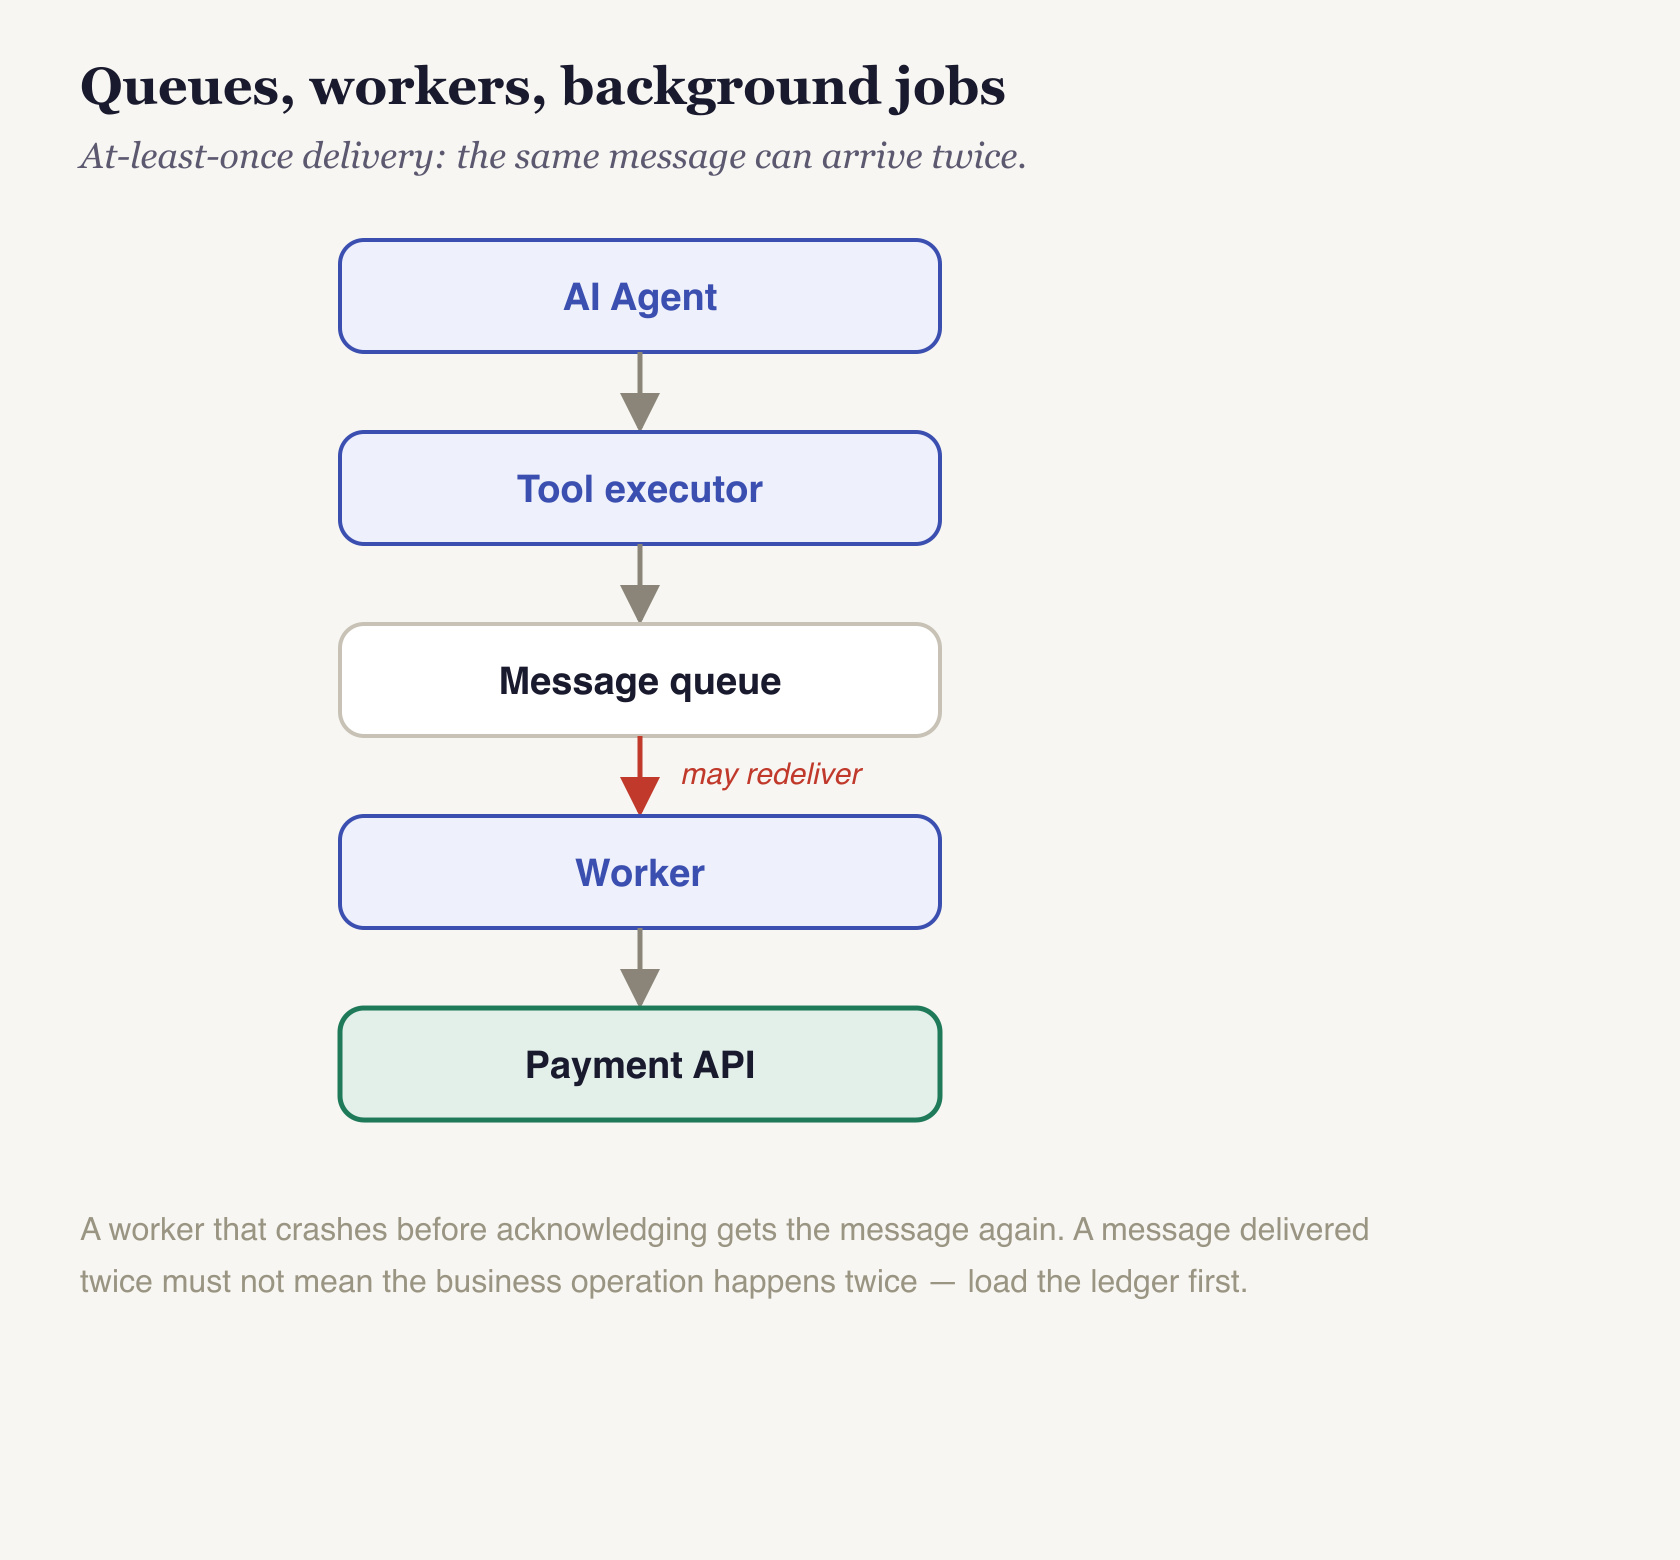 Queues, workers, background jobs
At-least-once delivery: the same message can arrive twice.
AI Agent
Tool executor
Message queue
may redeliver
Worker
Payment API
A worker that crashes before acknowledging gets the message again. A message delivered
twice must not mean the business operation happens twice — load the ledger first.